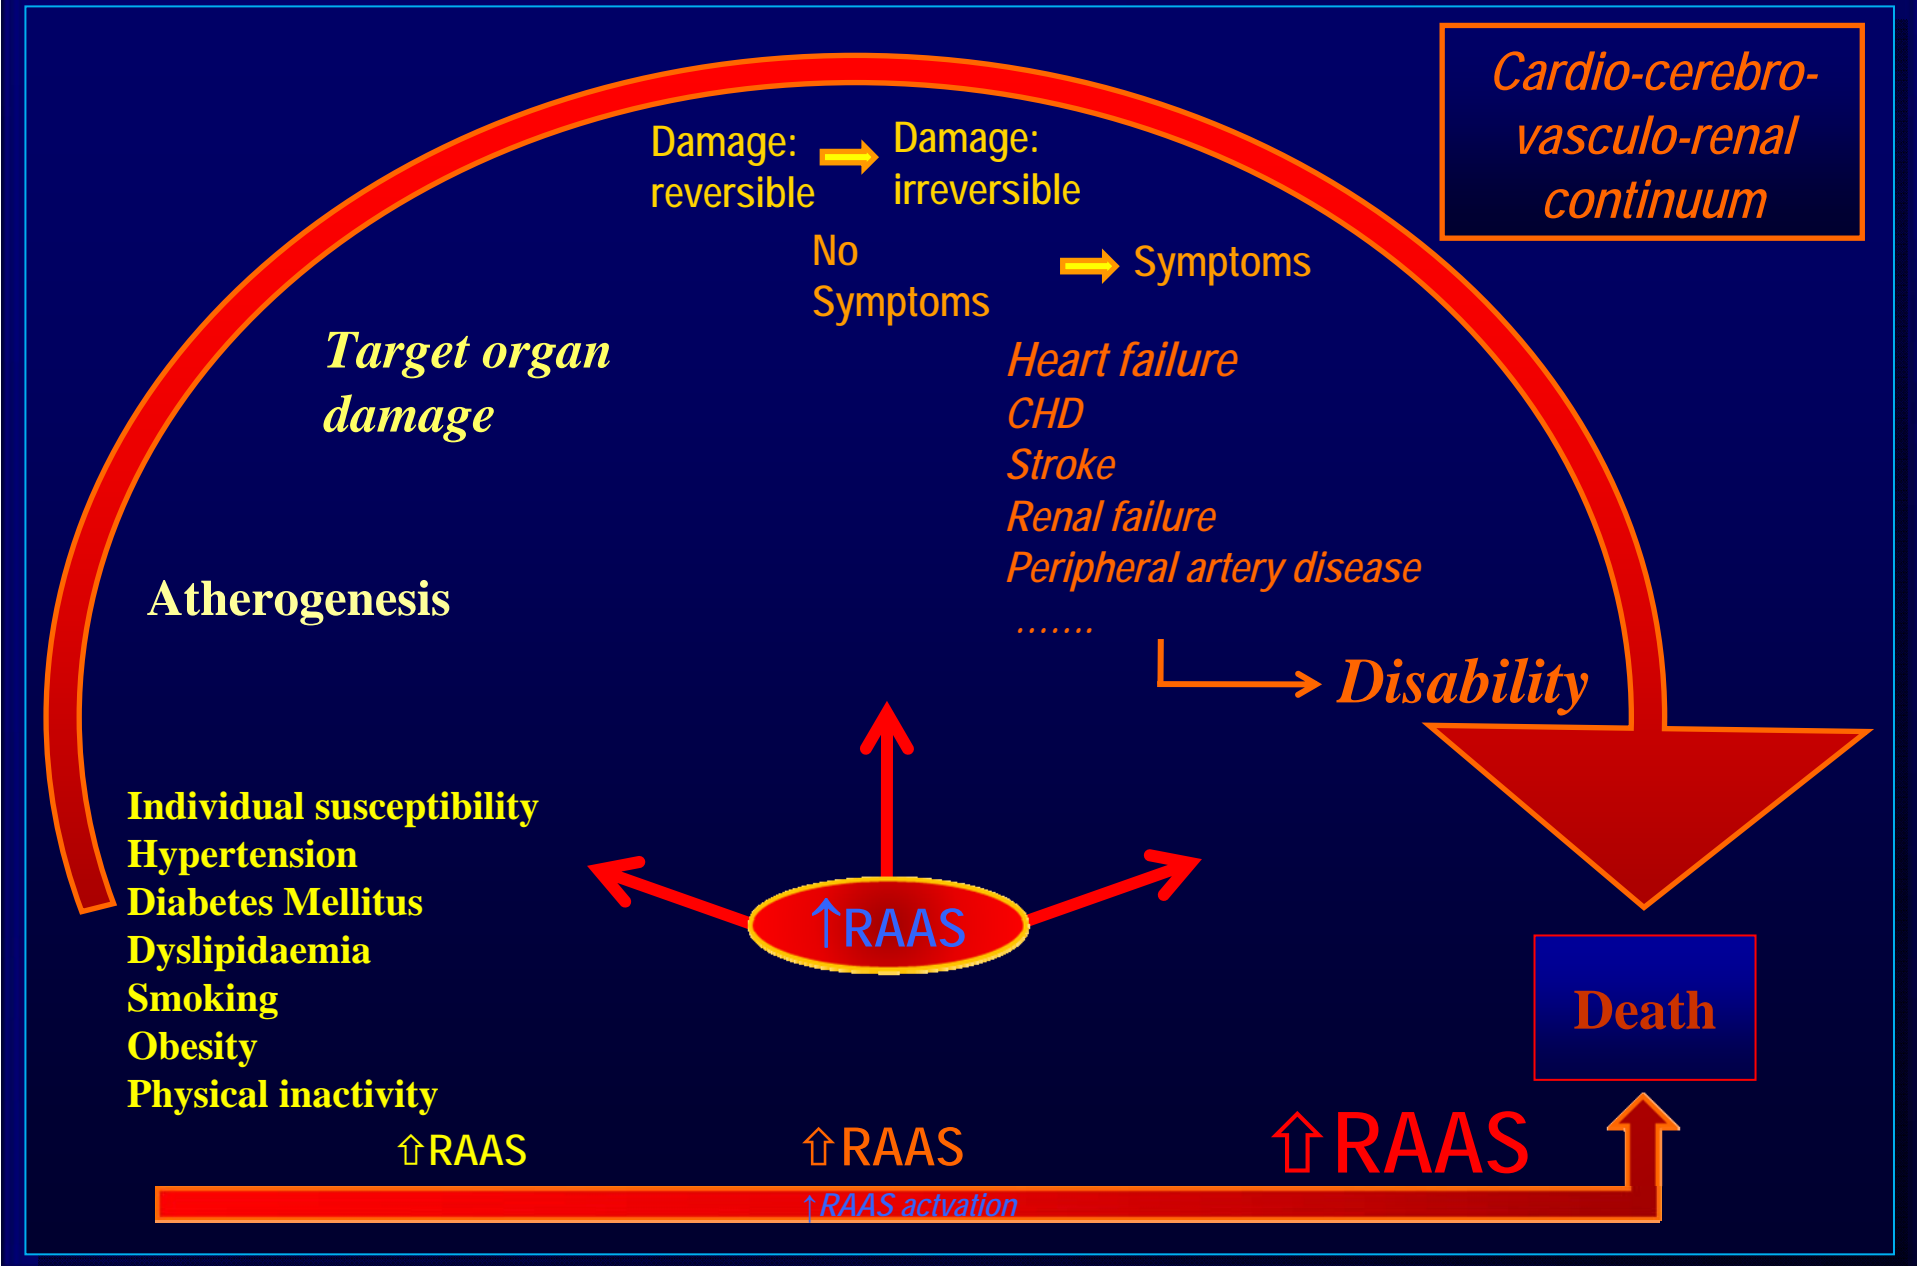 Cardio-cerebro-
vasculo-renal
continuum
Damage:
reversible
Damage:
irreversible
No
Symptoms
Symptoms
Target organ
damage
Heart failure
CHD
Stroke
Renal failure
Peripheral artery disease
.......
Atherogenesis
Disability
Individual susceptibility
Hypertension
Diabetes Mellitus
Dyslipidaemia
Smoking
Obesity
Physical inactivity
↑RAAS
Death
⇧RAAS
⇧RAAS
⇧RAAS
↑RAAS actvation